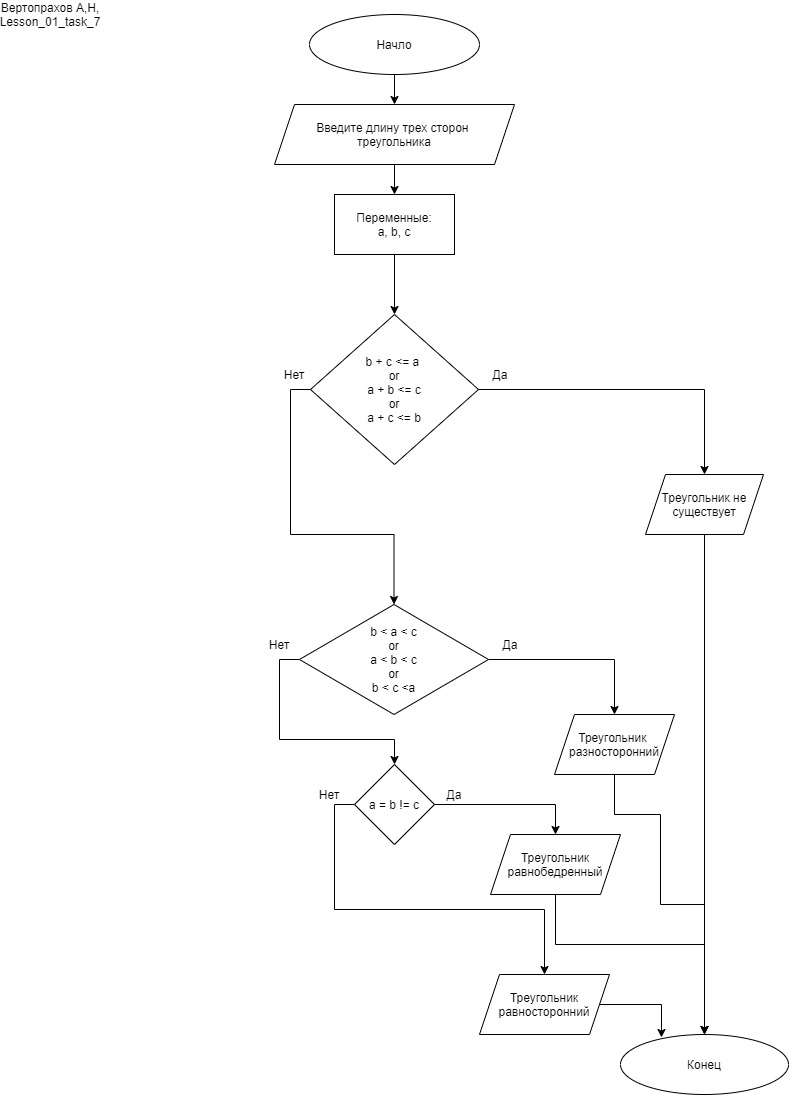 Вертопрахов А,Н,
Lesson_01_task_7
Начло
Введите длину трех сторон
треугольника
Переменные:
a, b, c
b + c <= a
or
a + b <= c
or
a + c <= b
Нет
Да
Треугольник не
существует
b < a < c
or
a < b < c
or
b < c <a
Нет
Да
Треугольник
разносторонний
a = b != c
Нет
Да
Треугольник
равнобедренный
Треугольник
равносторонний
Конец